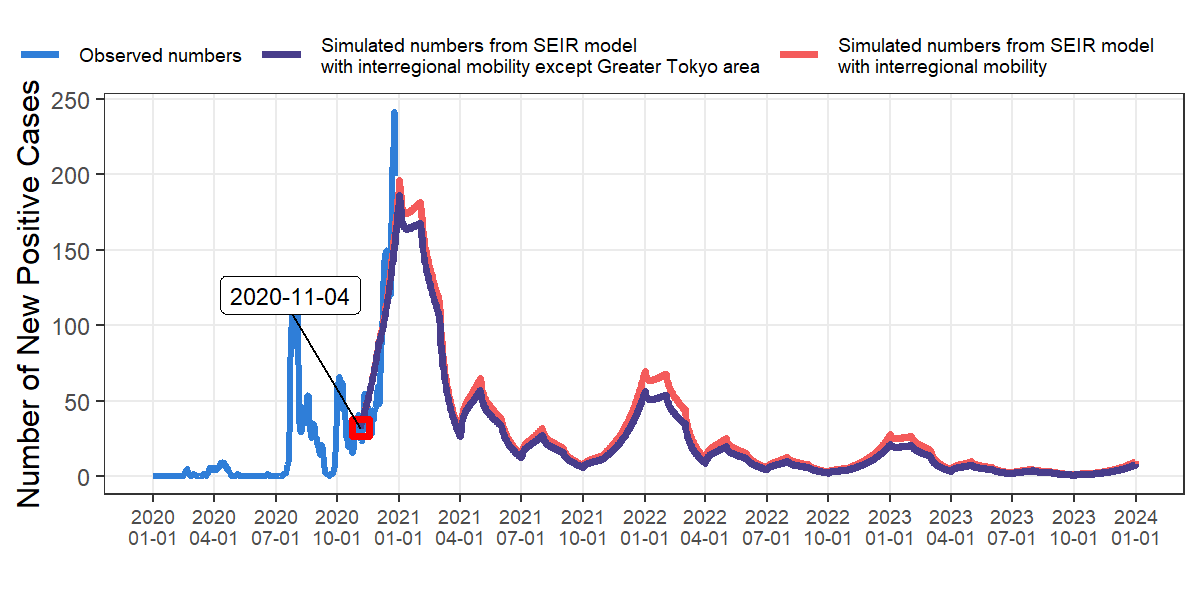 Observed numbers
Simulated numbers from SEIR model
with interregional mobility except Greater Tokyo area
Simulated numbers from SEIR model
with interregional mobility
Number of New Positive Cases
250
200
150
100
50
0
2020-11-04
2020 2020 2020 2020 2021 2021 2021 2021 2022 2022 2022 2022 2023 2023 2023 2023 2024
01-01 04-01 07-01 10-01 01-01 04-01 07-01 10-01 01-01 04-01 07-01 10-01 01-01 04-01 07-01 10-01 01-01